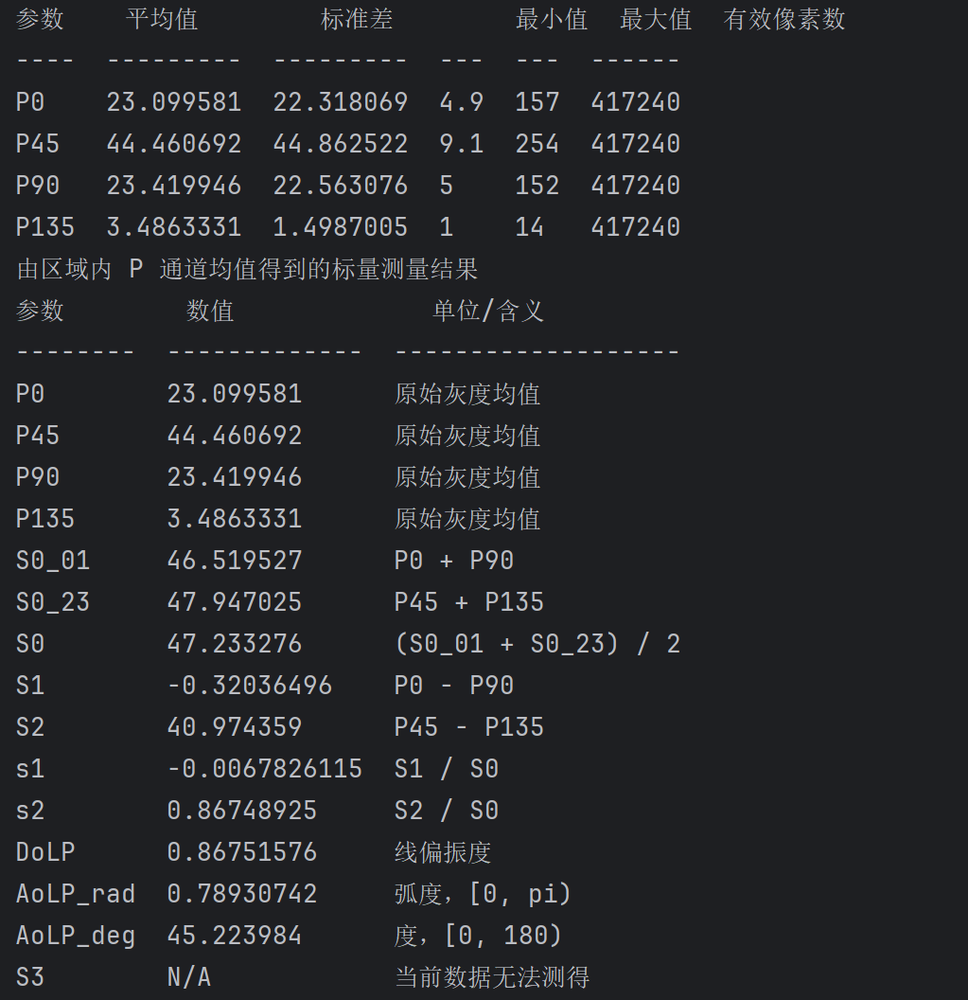 参数 平均值 标准差 最小值 最大值 有效像素数
---- --------- --------- --- --- ------
P0 23.099581 22.318069 4.9 157 417240
P45 44.460692 44.862522 9.1 254 417240
P90 23.419946 22.563076 5 152 417240
P135 3.4863331 1.4987005 1 14 417240
由区域内 P 通道均值得到的标量测量结果
参数 数值 单位/含义
-------- ------------- -------------------
P0 23.099581 原始灰度均值
P45 44.460692 原始灰度均值
P90 23.419946 原始灰度均值
P135 3.4863331 原始灰度均值
S0_01 46.519527 P0 + P90
S0_23 47.947025 P45 + P135
S0 47.233276 (S0_01 + S0_23) / 2
S1 -0.32036496 P0 - P90
S2 40.974359 P45 - P135
s1 -0.0067826115 S1 / S0
s2 0.86748925 S2 / S0
DoLP 0.86751576 线偏振度
AoLP_rad 0.78930742 弧度，[0, pi)
AoLP_deg 45.223984 度，[0, 180)
S3 N/A 当前数据无法测得